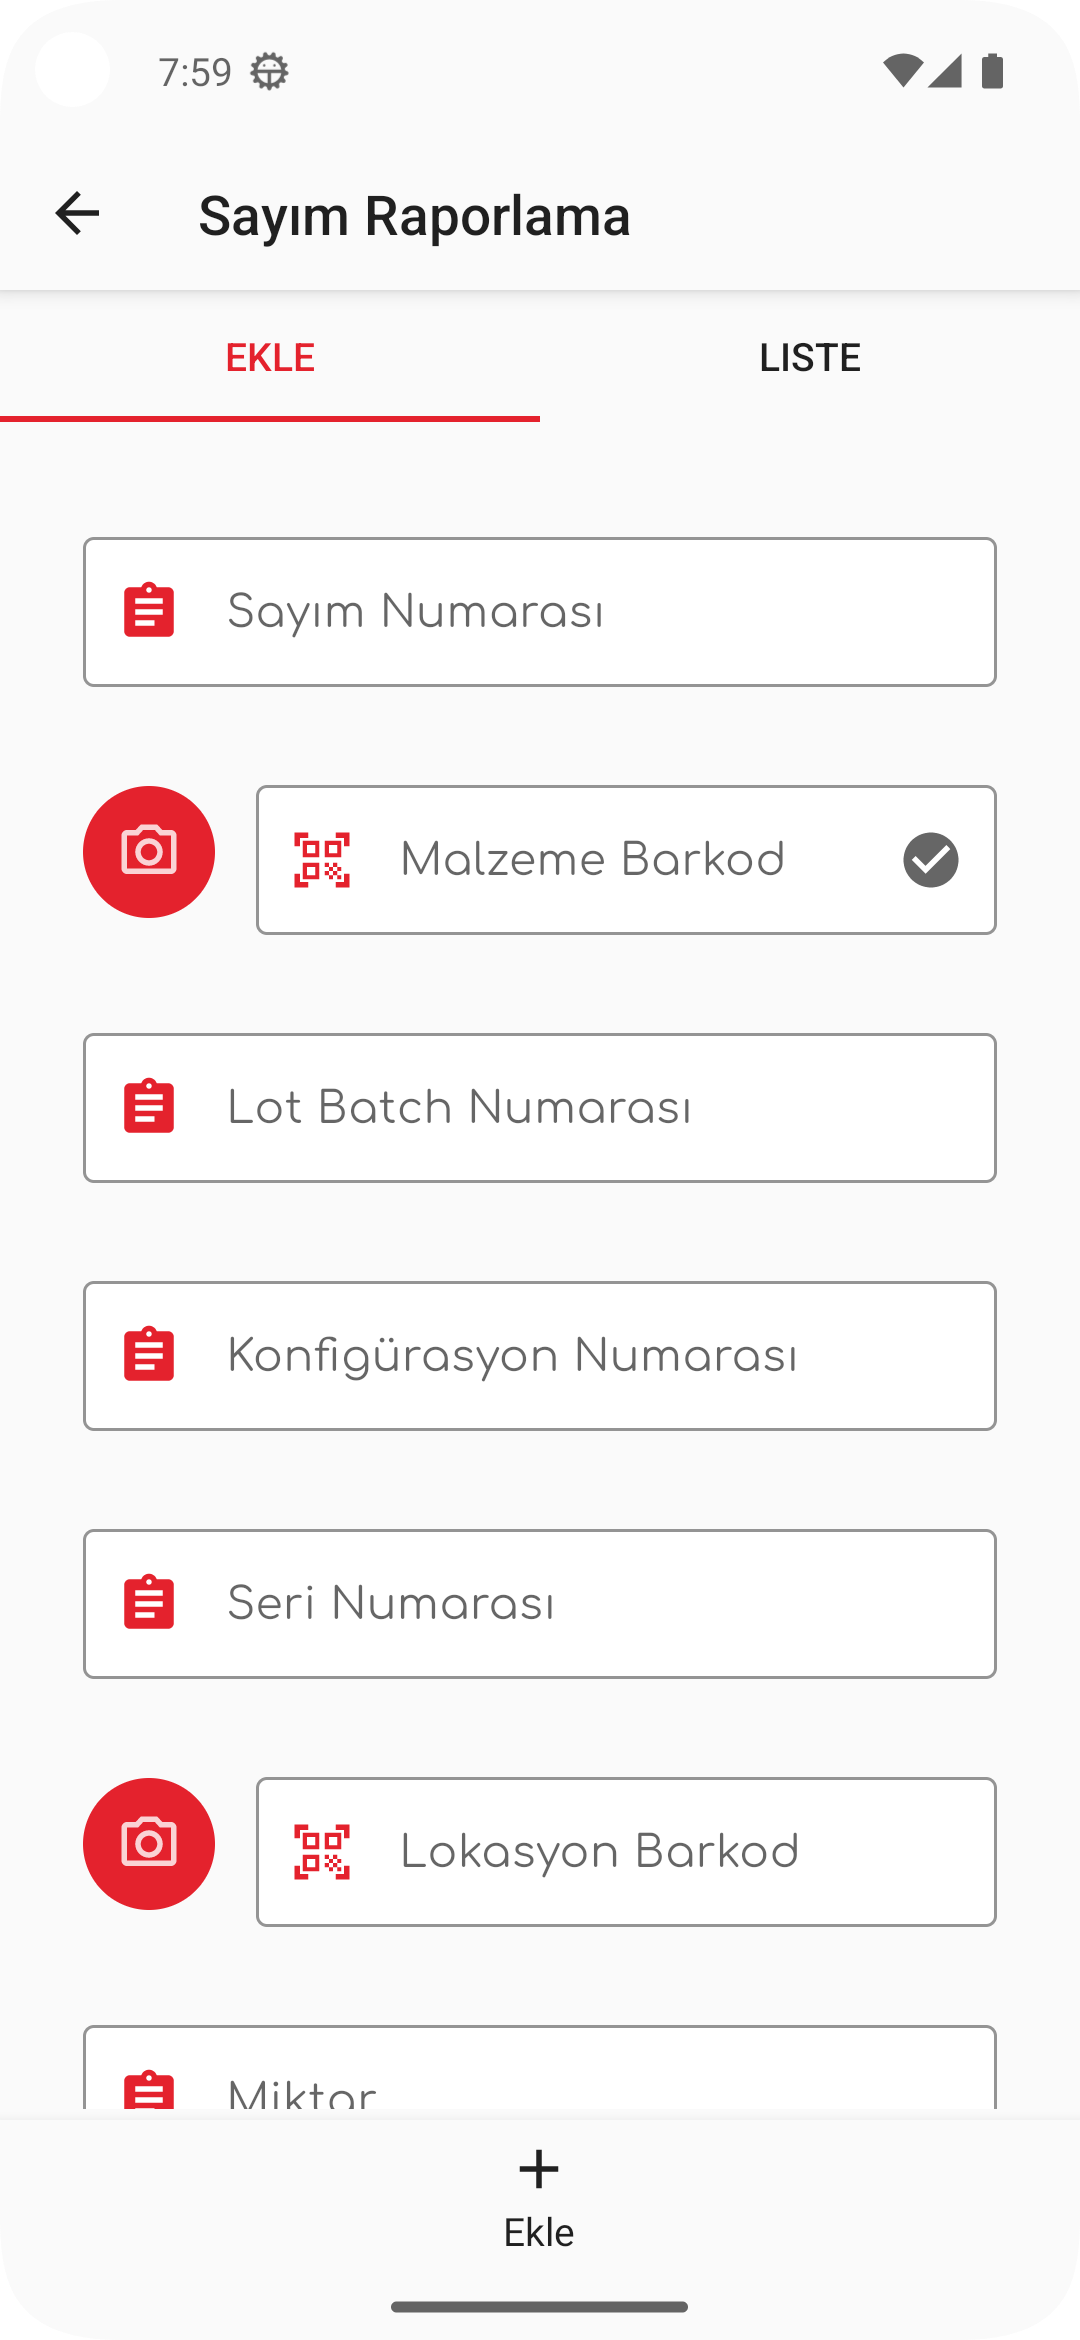 7:59
Sayım Raporlama
EKLE
LISTE
Sayım Numarası
Malzeme Barkod
Lot Batch Numarası
Konfigürasyon Numarası
Seri Numarası
Lokasyon Barkod
Miktar
Ekle